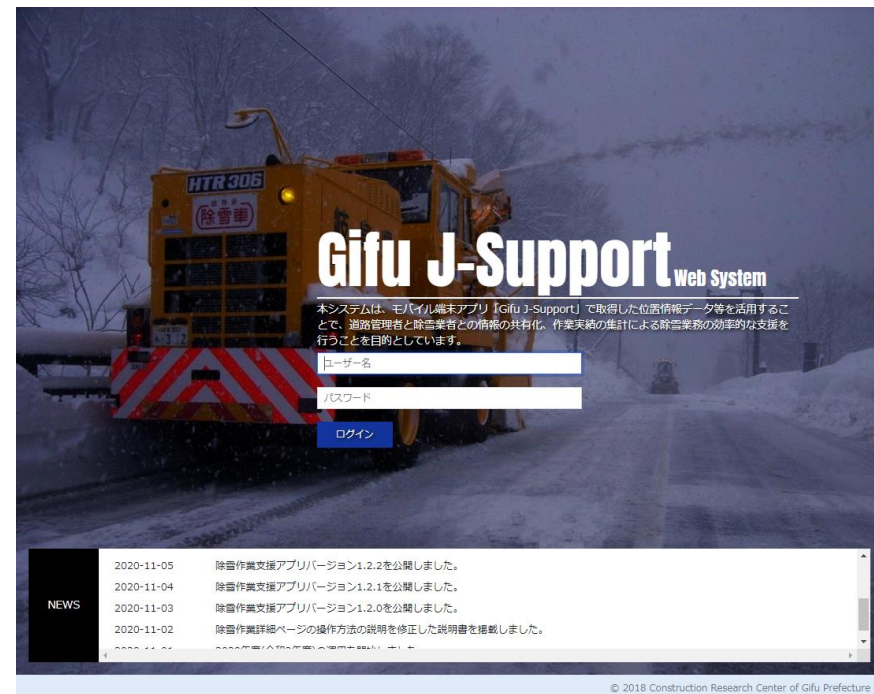 HTR 306
除雪車
Gifu J-Support Web System
本システムは、モバイル端末アプリ「Gifu J-Support」で取得した位置情報データ等を活用するこ
とで、道路管理者と除雪業者との情報の共有化、作業実績の集計による除雪業務の効率的な支援を
行うことを目的としています。
ユーザー名
パスワード
ログイン
NEWS
2020-11-05 除雪作業支援アプリバージョン1.2.2を公開しました。
2020-11-04 除雪作業支援アプリバージョン1.2.1を公開しました。
2020-11-03 除雪作業支援アプリバージョン1.2.0を公開しました。
2020-11-02 除雪作業詳細ページの操作方法の説明を修正した説明書を掲載しました。
© 2018 Construction Research Center of Gifu Prefecture